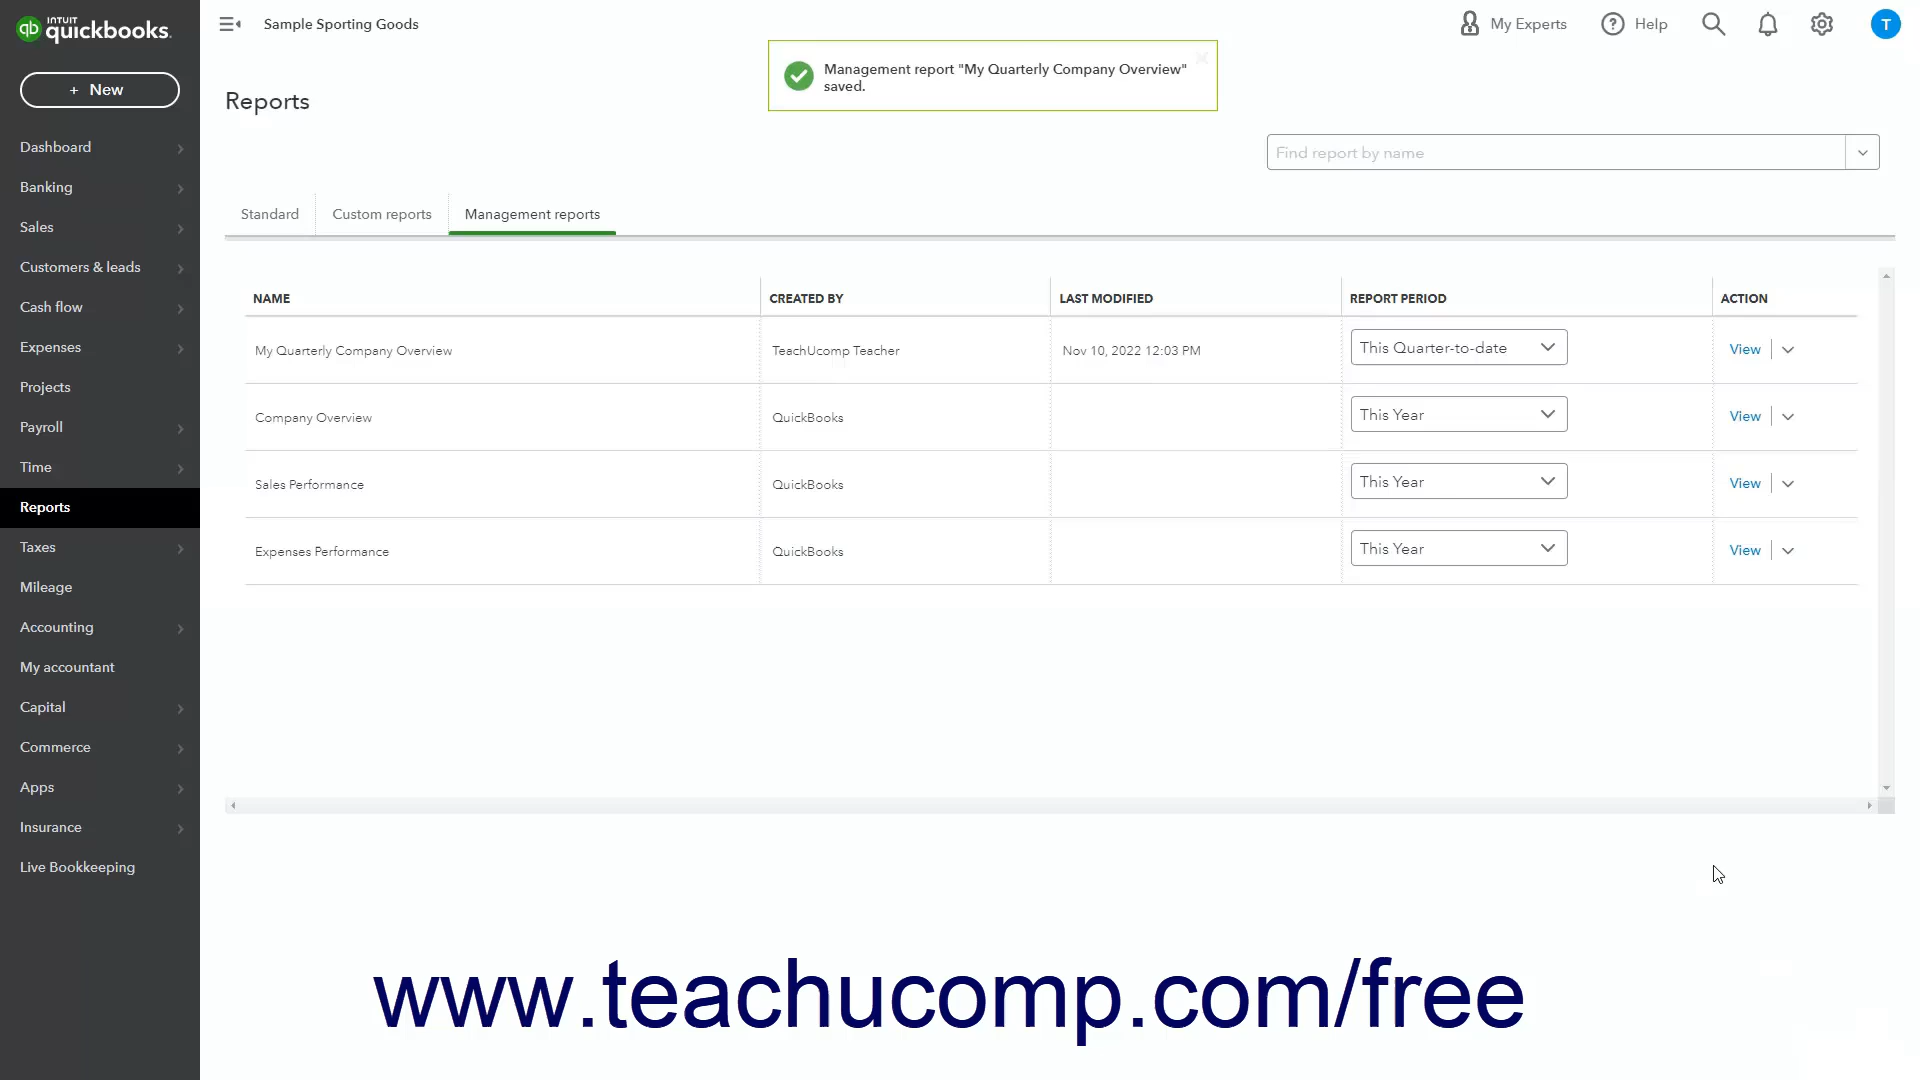 INTUIT
qb quickbooks.
Sample Sporting Goods
My Experts
Help
T
+ New
Management report "My Quarterly Company Overview"
saved.
Reports
Find report by name
Standard
Custom reports
Management reports
Dashboard
Banking
Sales
Customers & leads
Cash flow
Expenses
Projects
Payroll
Time
Reports
Taxes
Mileage
Accounting
My accountant
Capital
Commerce
Apps
Insurance
Live Bookkeeping
NAME CREATED BY LAST MODIFIED REPORT PERIOD ACTION
My Quarterly Company Overview TeachUcomp Teacher Nov 10, 2022 12:03 PM This Quarter-to-date View
Company Overview QuickBooks This Year View
Sales Performance QuickBooks This Year View
Expenses Performance QuickBooks This Year View
www.teachucomp.com/free